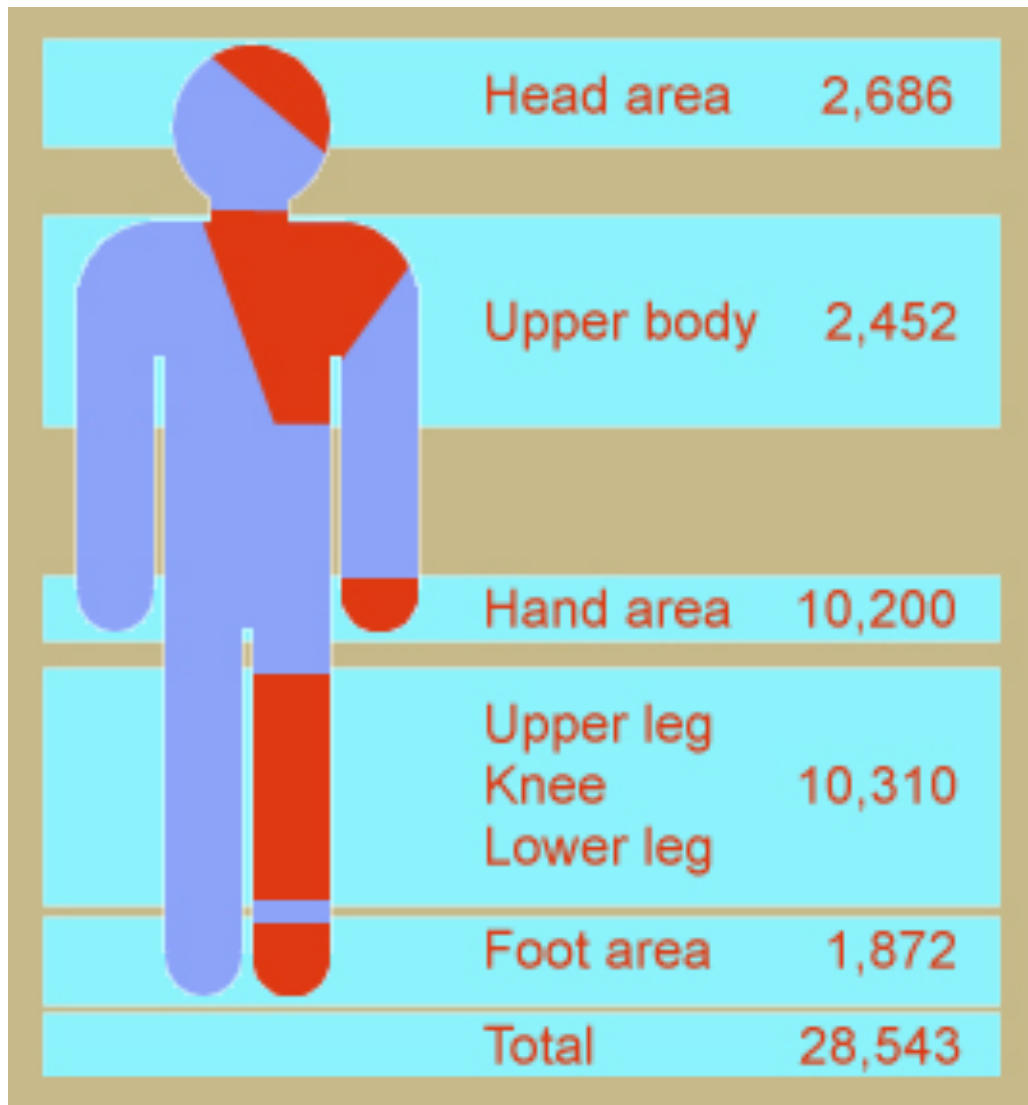 Head area 2,686
Upper body 2,452
Hand area 10,200
Upper leg
Knee 10,310
Lower leg
Foot area 1,872
Total 28,543